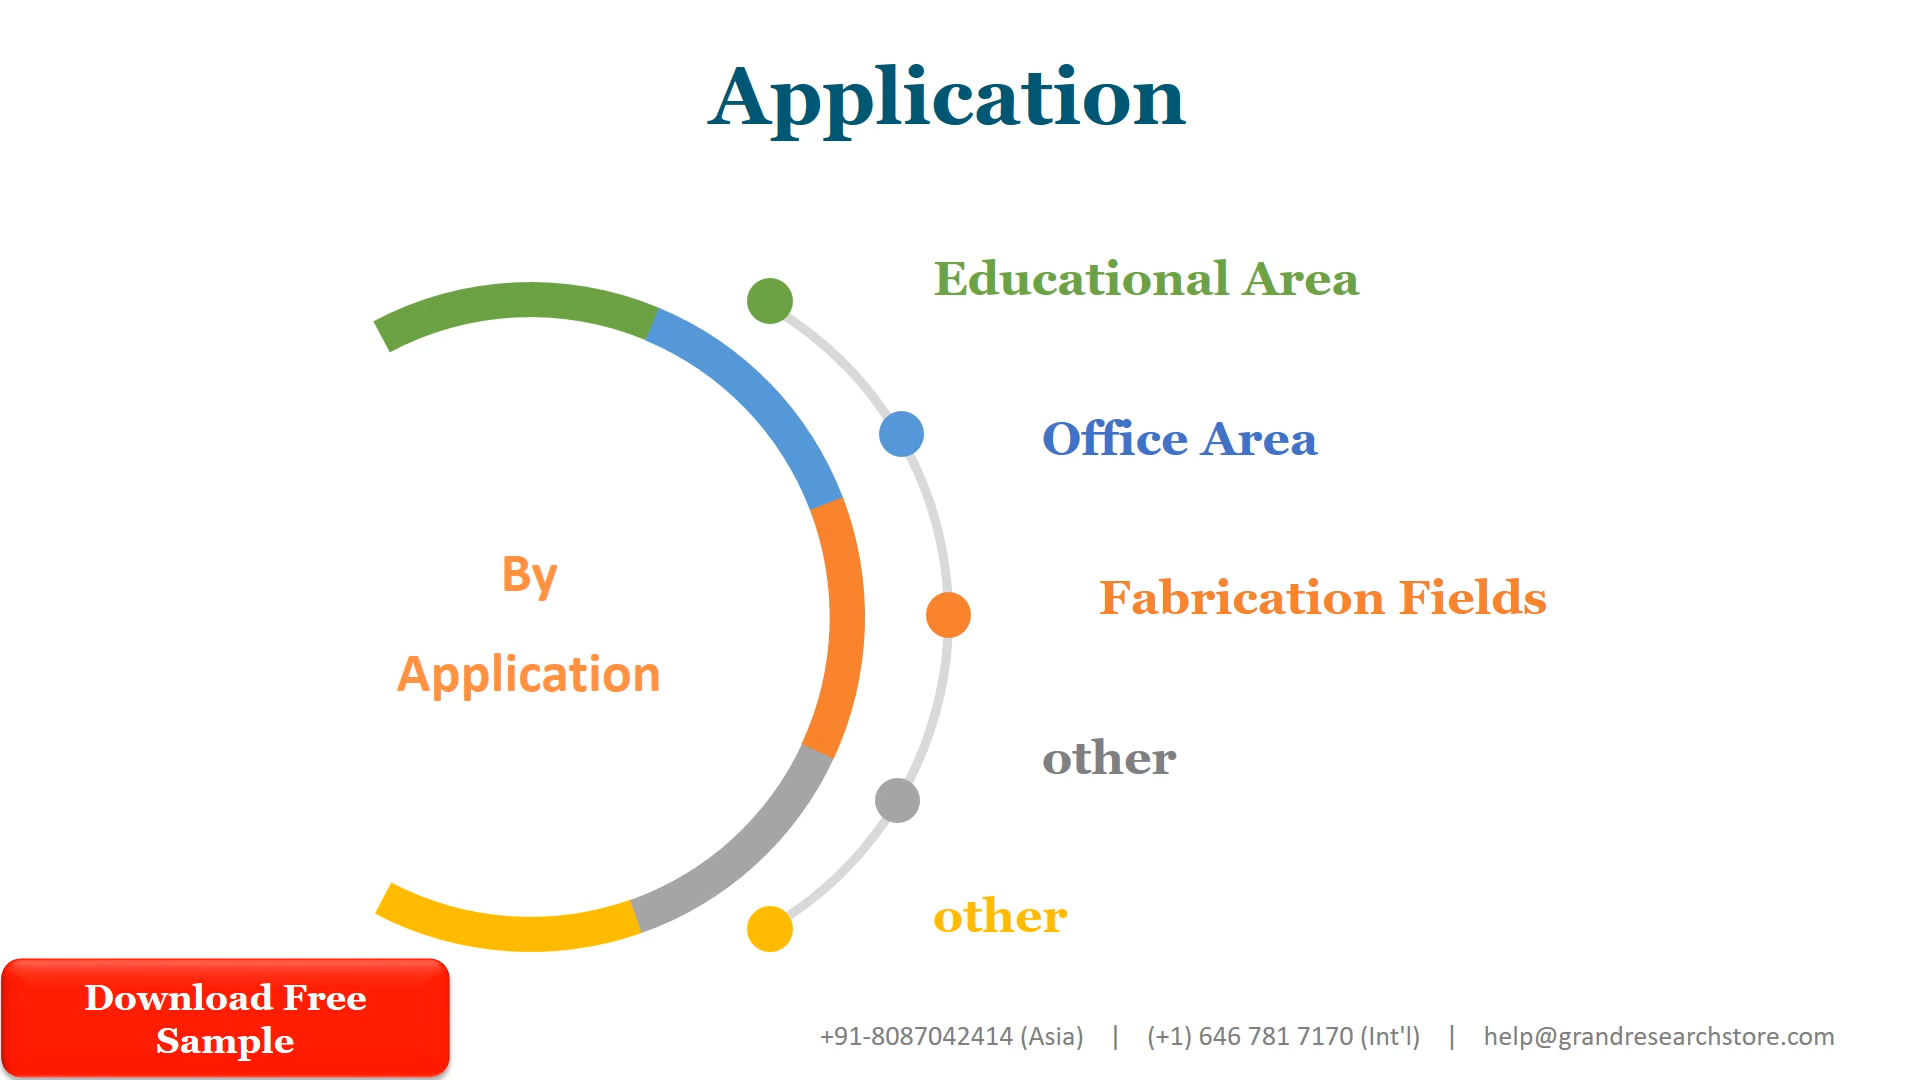 Application
Educational Area
Office Area
By
Application
Fabrication Fields
other
other
Download Free
Sample
+91-8087042414 (Asia) | (+1) 646 781 7170 (Int'l) | help@grandresearchstore.com